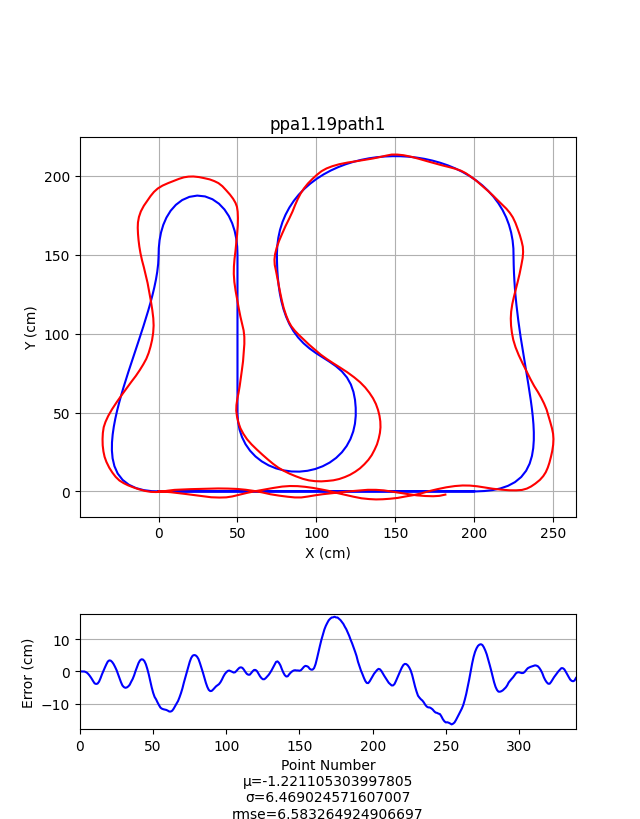 ppa1.19path1
200
150
100
50
0
Y (cm)
0 50 100 150 200 250
X (cm)
10
0
−10
Error (cm)
0 50 100 150 200 250 300
Point Number
μ=-1.221105303997805
σ=6.469024571607007
rmse=6.583264924906697